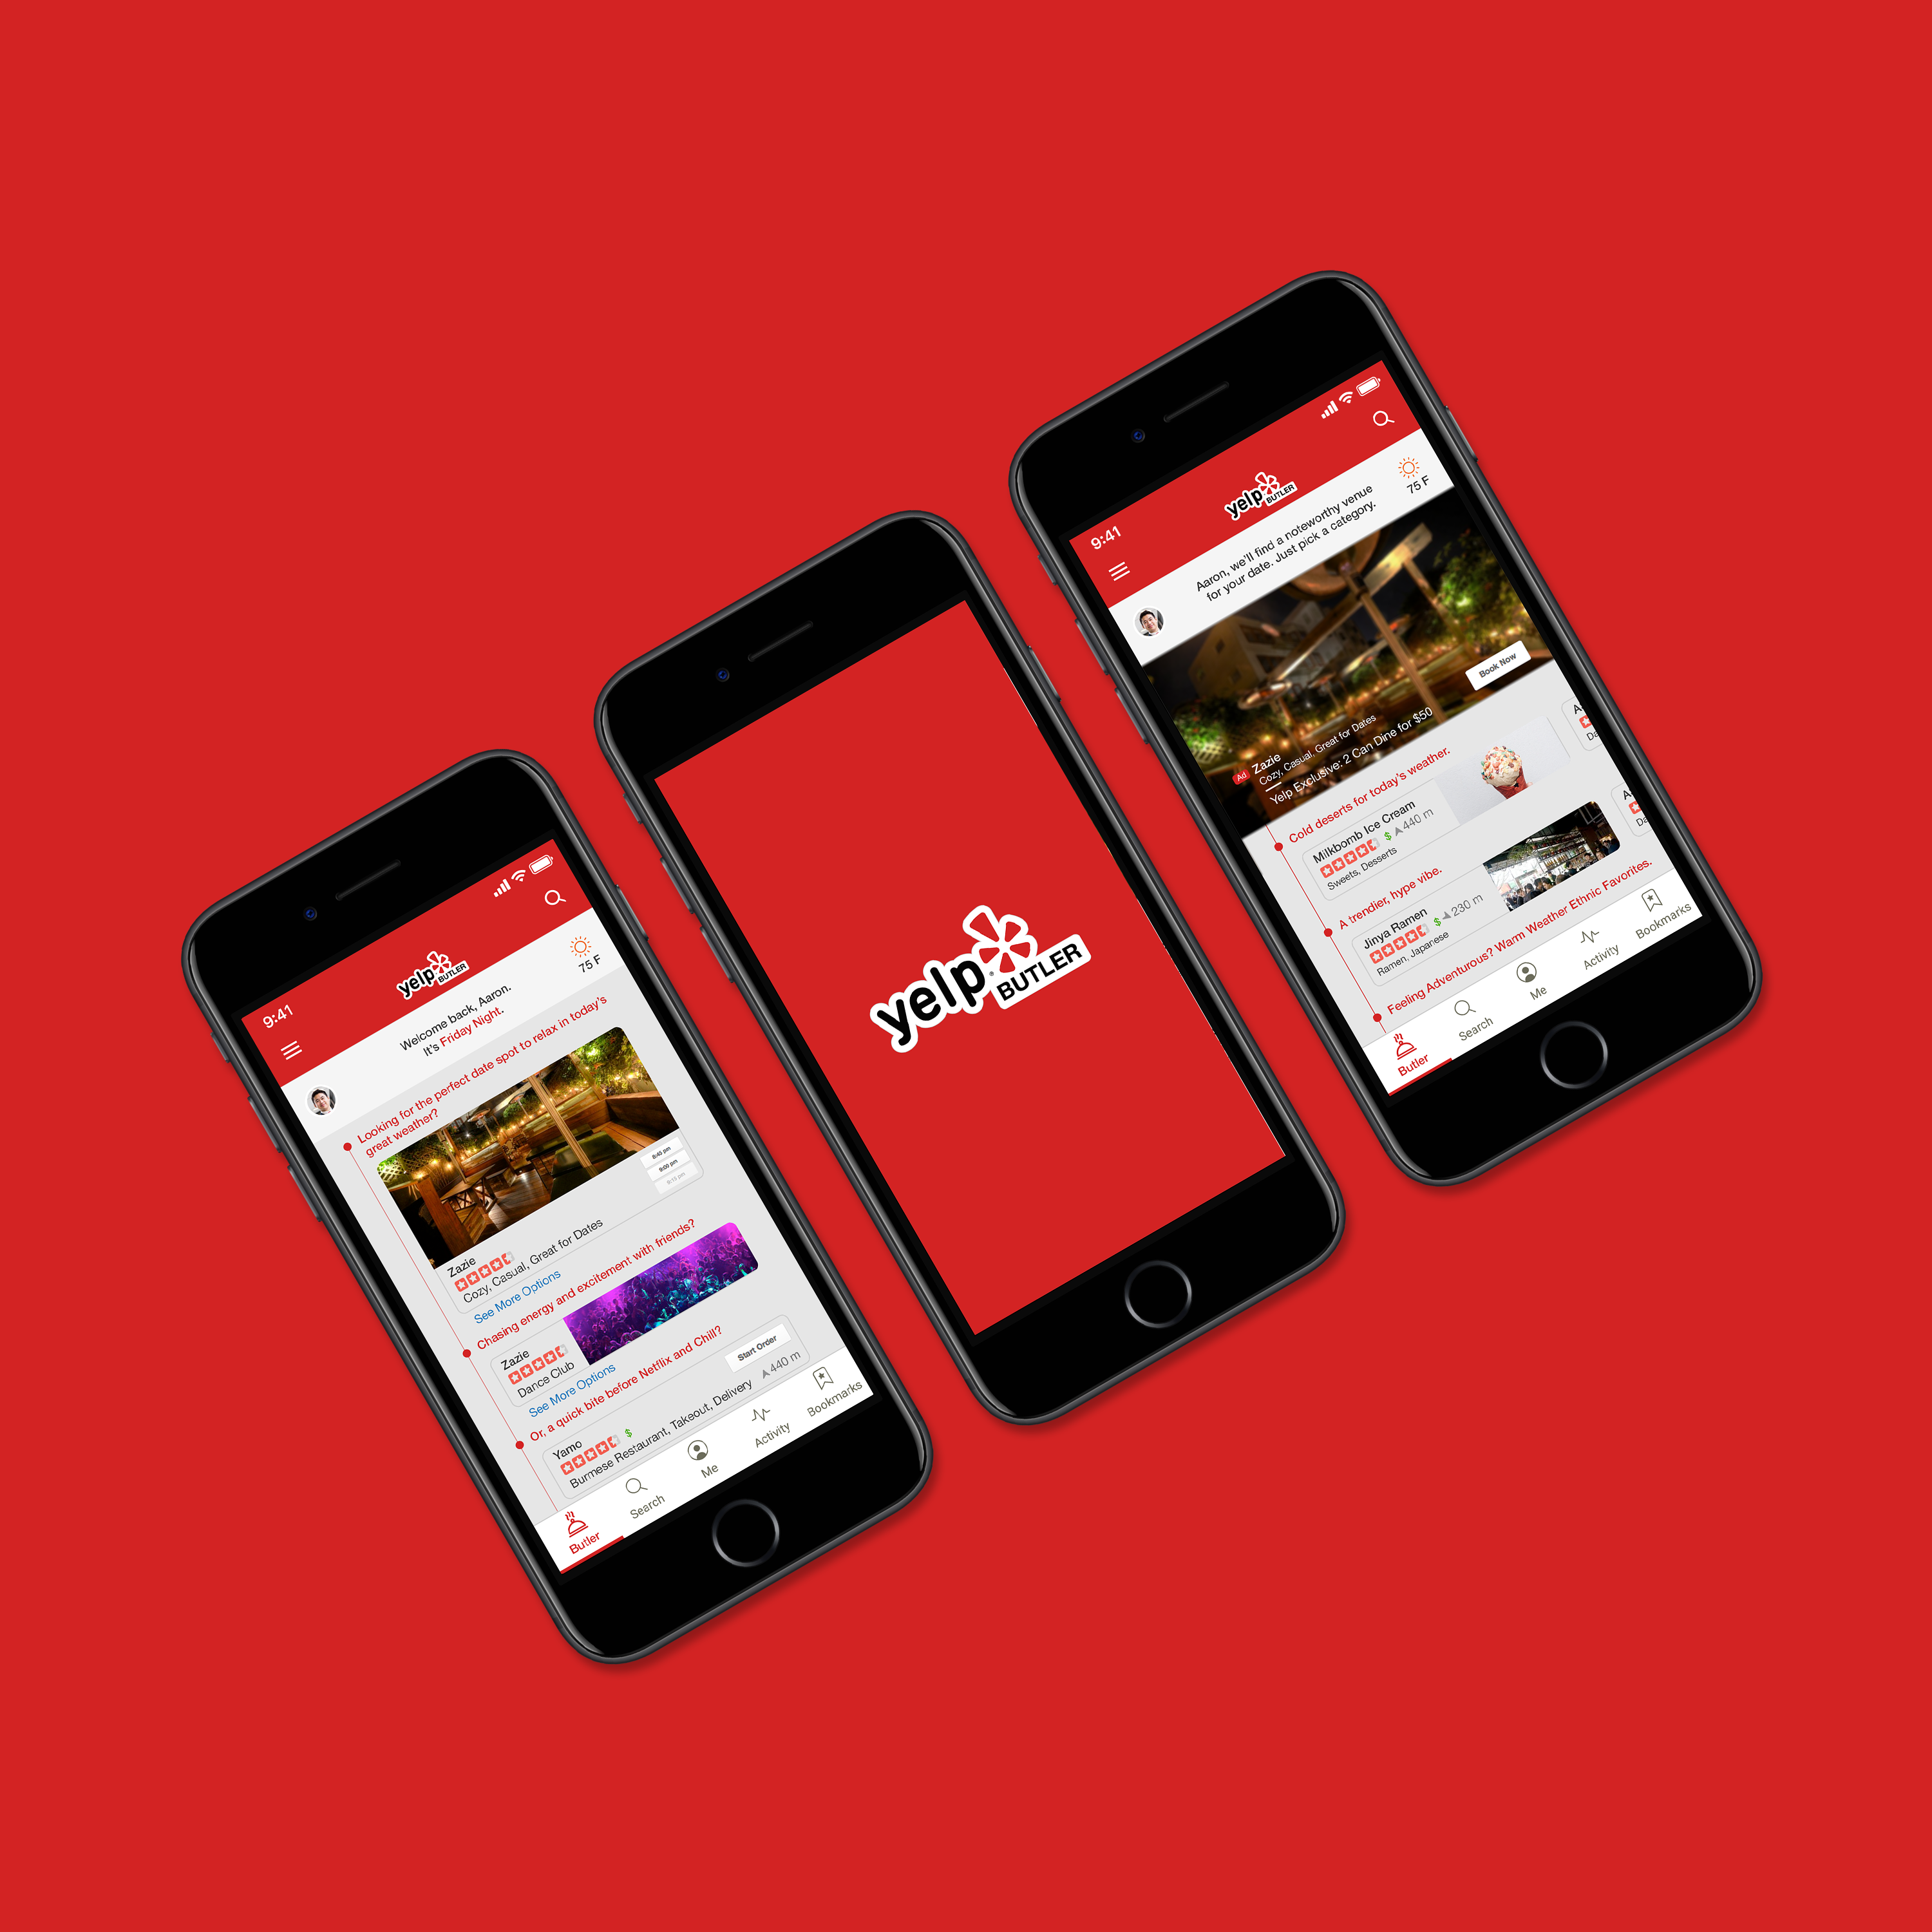 9:41
yelp
BUTLER
Welcome back, Aaron.
It's Friday Night.
75 F
Looking for the perfect date spot to relax in today's
great weather?
8:45 pm
9:00 pm
9:15 pm
Zazie
Cozy, Casual, Great for Dates
See More Options
Chasing energy and excitement with friends?
Zazie
Dance Club
See More Options
Or, a quick bite before Netflix and Chill?
Yamo
$
Start Order
Burmese Restaurant, Takeout, Delivery
440 m
Butler
Search
Me
Activity
Bookmarks
yelp
BUTLER
9:41
yelp
BUTLER
Aaron, we'll find a noteworthy venue
for your date. Just pick a category.
75 F
Book Now
Ad
Zazie
Cozy, Casual, Great for Dates
Yelp Exclusive: 2 Can Dine for $50
Cold deserts for today's weather.
Milkbomb Ice Cream
$ 440 m
Sweets, Desserts
A
Da
A trendier, hype vibe.
Jinya Ramen
$ 230 m
Ramen, Japanese
A
Da
Feeling Adventurous? Warm Weather Ethnic Favorites.
Butler
Search
Me
Activity
Bookmarks